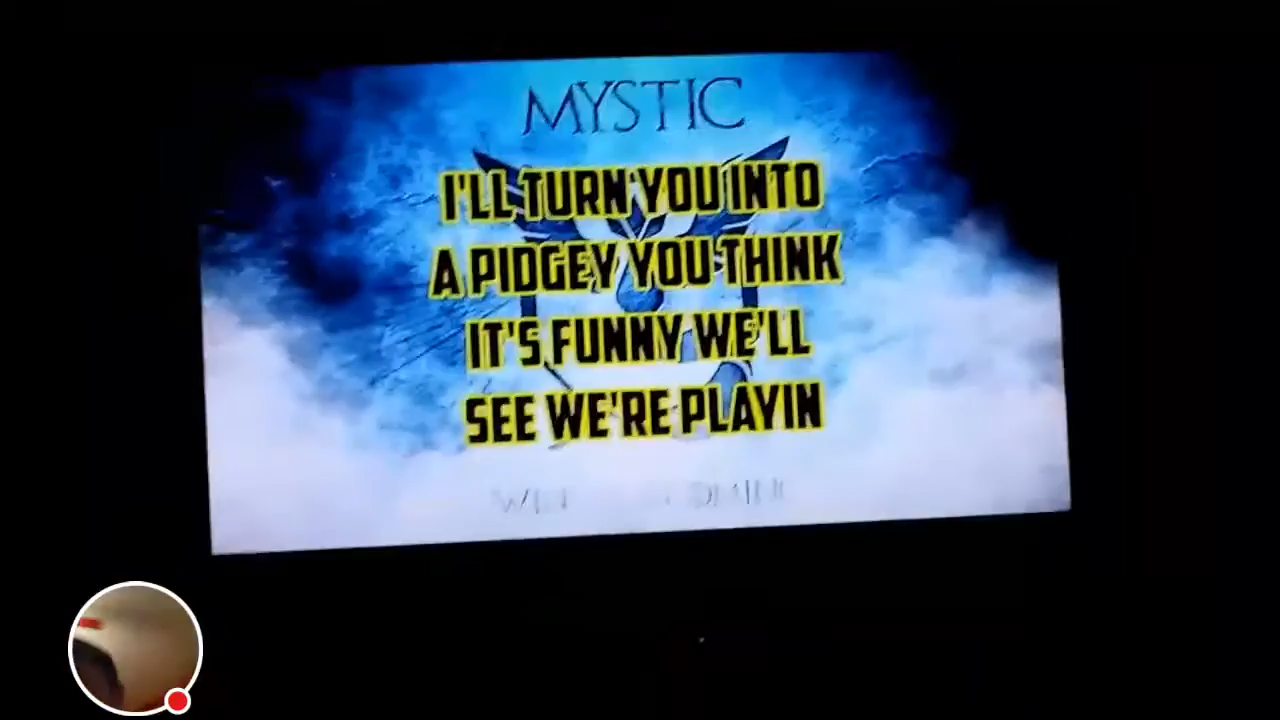 MYSTIC
I'LL TURN YOU INTO
A PIDGEY YOU THINK
IT'S FUNNY WE'LL
SEE WE'RE PLAYIN